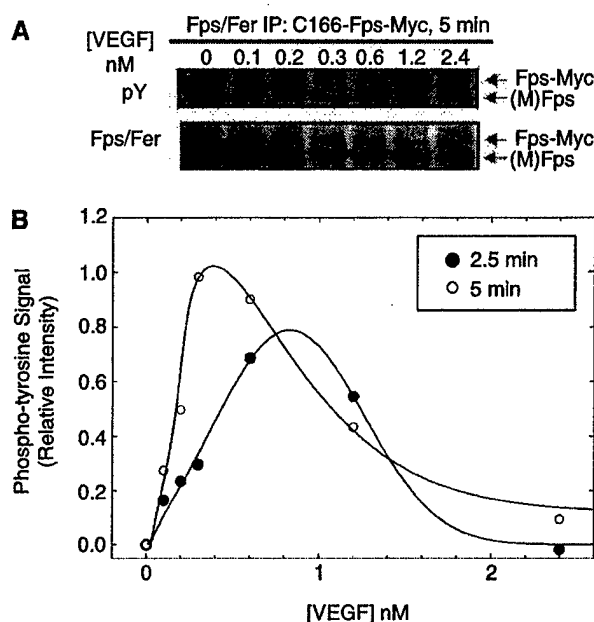 A
Fps/Fer IP: C166-Fps-Myc, 5 min
[VEGF]
nM
0 0.1 0.2 0.3 0.6 1.2 2.4
pY
Fps-Myc
(M)Fps
Fps/Fer
Fps-Myc
(M)Fps
B
Phospho-tyrosine Signal
(Relative Intensity)
1.2
1.0
0.8
0.6
0.4
0.2
0.0
2.5 min
5 min
0 1 2
[VEGF] nM